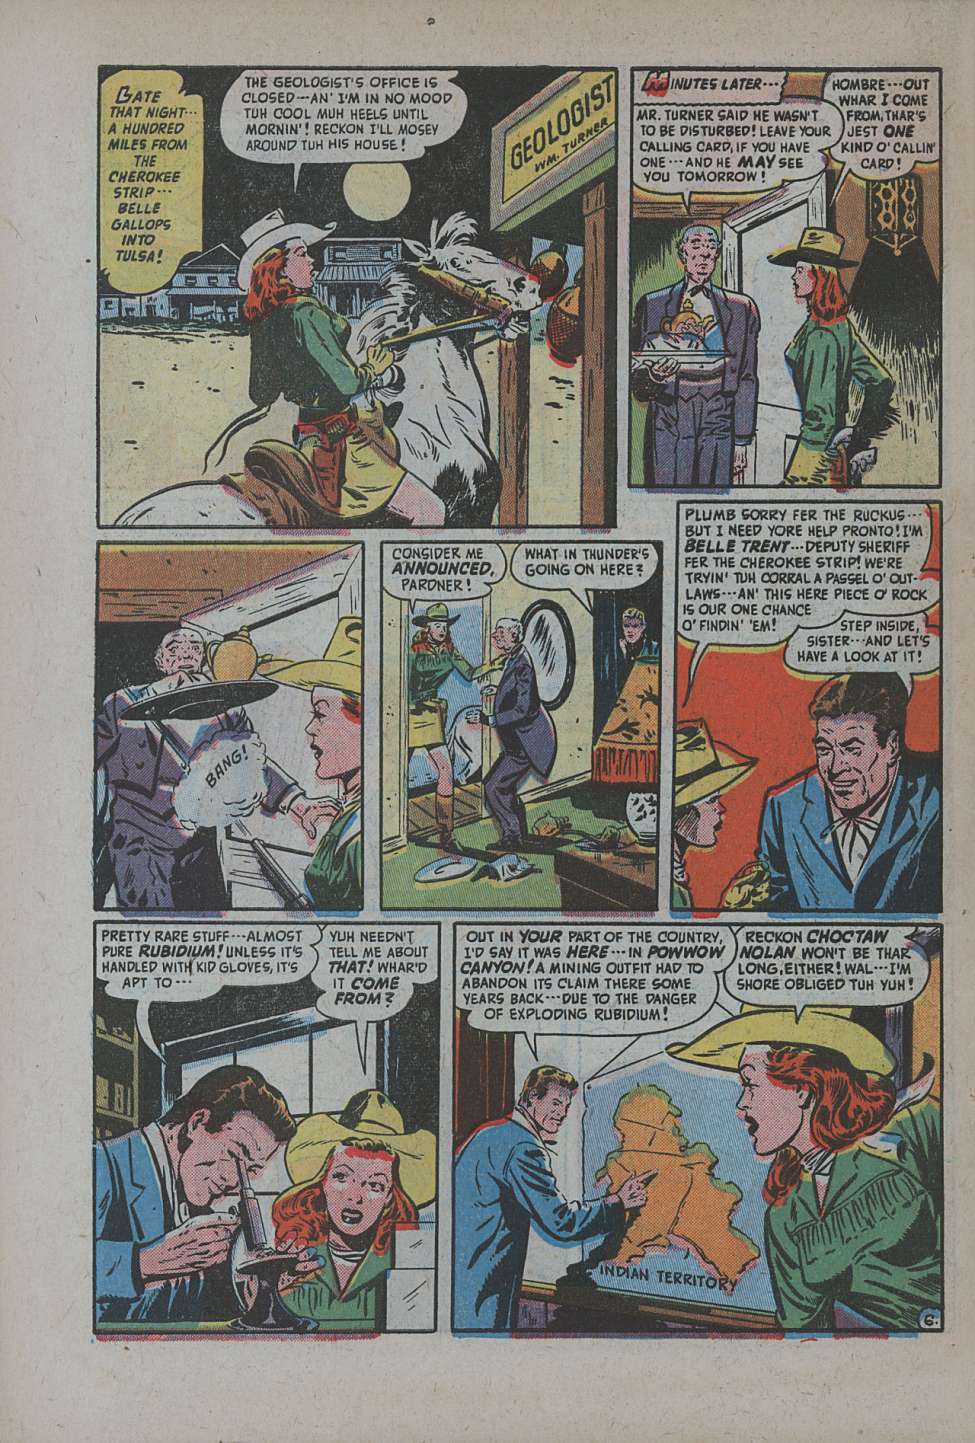 LATE
THAT NIGHT---
A HUNDRED
MILES FROM
THE
CHEROKEE
STRIP---
BELLE
GALLOPS
INTO
TULSA!
THE GEOLOGIST'S OFFICE IS
CLOSED---AN' I'M IN NO MOOD
TUH COOL MUH HEELS UNTIL
MORNIN'! RECKON I'LL MOSEY
AROUND TUH HIS HOUSE!
GEOLOGIST
WM. TURNER
MINUTES LATER---
MR. TURNER SAID HE WASN'T
TO BE DISTURBED! LEAVE YOUR
CALLING CARD, IF YOU HAVE
ONE---AND HE MAY SEE
YOU TOMORROW!
HOMBRE---OUT
WHAR I COME
FROM, THAR'S
JEST ONE
KIND O' CALLIN'
CARD!
BANG!
CONSIDER ME
ANNOUNCED,
PARDNER!
WHAT IN THUNDER'S
GOING ON HERE?
PLUMB SORRY FER THE RUCKUS---
BUT I NEED YORE HELP PRONTO! I'M
BELLE TRENT---DEPUTY SHERIFF
FER THE CHEROKEE STRIP! WE'RE
TRYIN' TUH CORRAL A PASSEL O' OUT-
LAWS---AN' THIS HERE PIECE O' ROCK
IS OUR ONE CHANCE
O' FINDIN' 'EM!
STEP INSIDE,
SISTER---AND LET'S
HAVE A LOOK AT IT!
PRETTY RARE STUFF---ALMOST
PURE RUBIDIUM! UNLESS IT'S
HANDLED WITH KID GLOVES, IT'S
APT TO---
YUH NEEDN'T
TELL ME ABOUT
THAT! WHAR'D
IT COME
FROM?
OUT IN YOUR PART OF THE COUNTRY,
I'D SAY IT WAS HERE---IN POWWOW
CANYON! A MINING OUTFIT HAD TO
ABANDON ITS CLAIM THERE SOME
YEARS BACK---DUE TO THE DANGER
OF EXPLODING RUBIDIUM!
RECKON CHOCTAW
NOLAN WON'T BE THAR
LONG, EITHER! WAL---I'M
SHORE OBLIGED TUH YUH!
INDIAN TERRITORY
6.